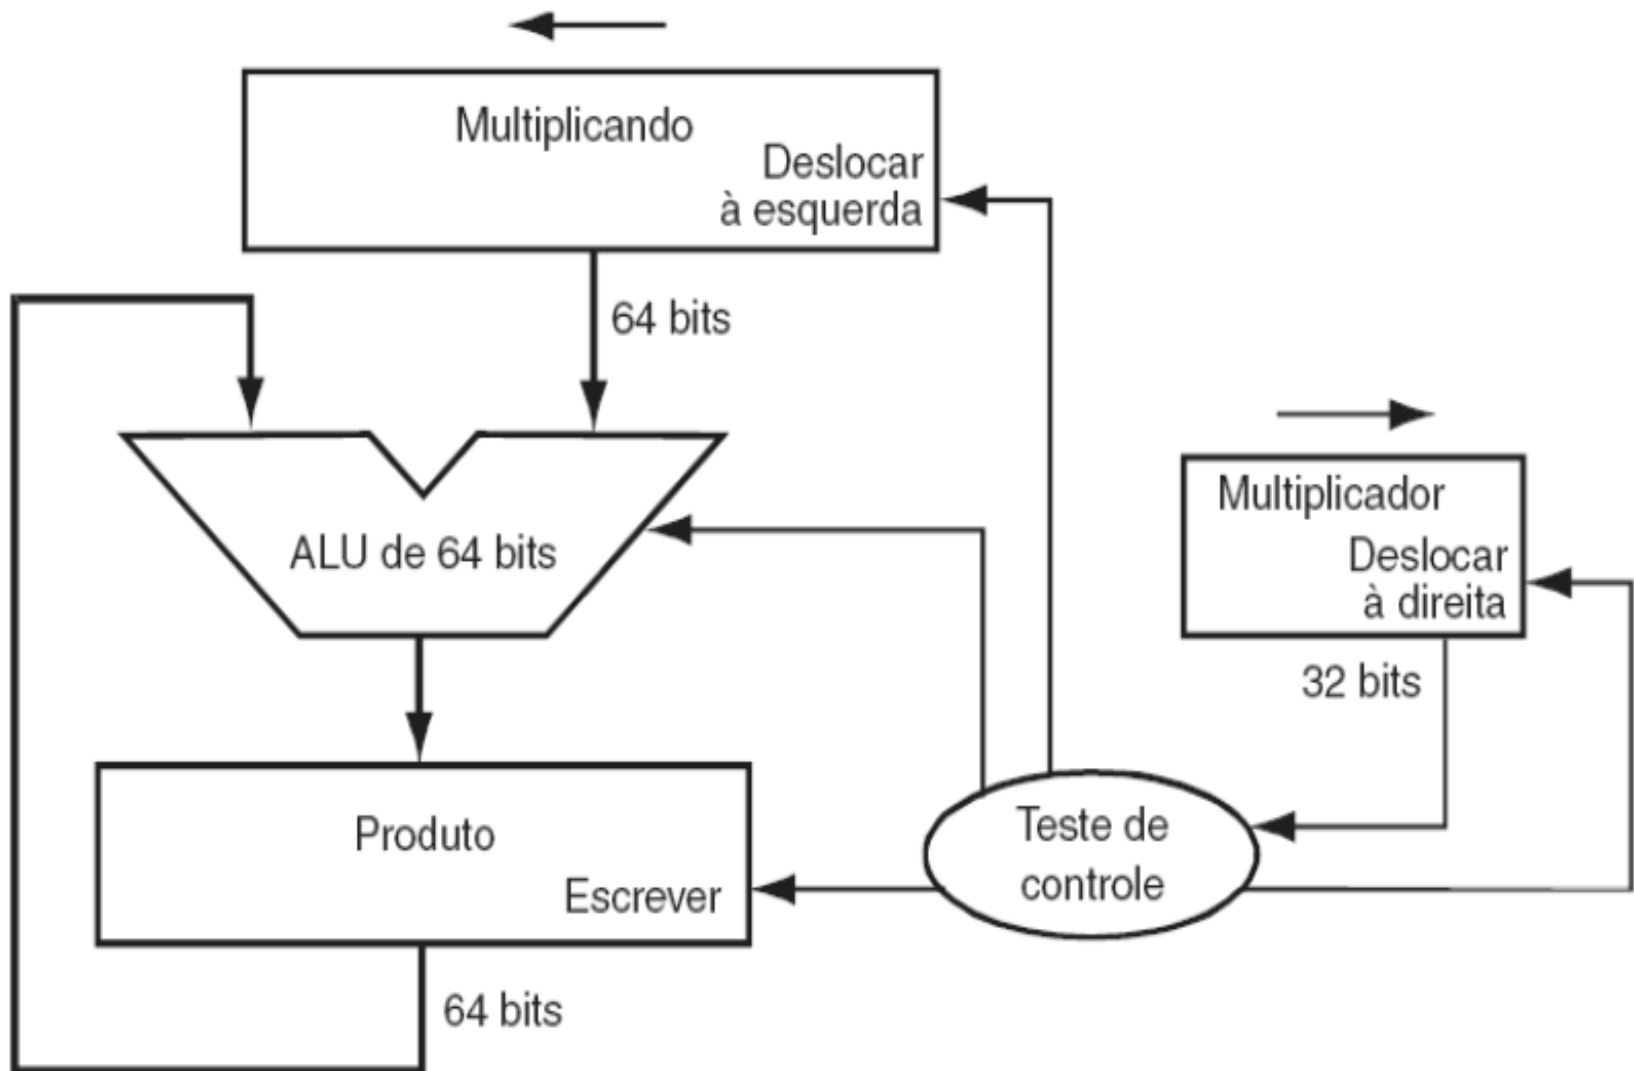 Multiplicando
Deslocar
à esquerda
64 bits
ALU de 64 bits
Multiplicador
Deslocar
à direita
32 bits
Produto
Escrever
Teste de
controle
64 bits